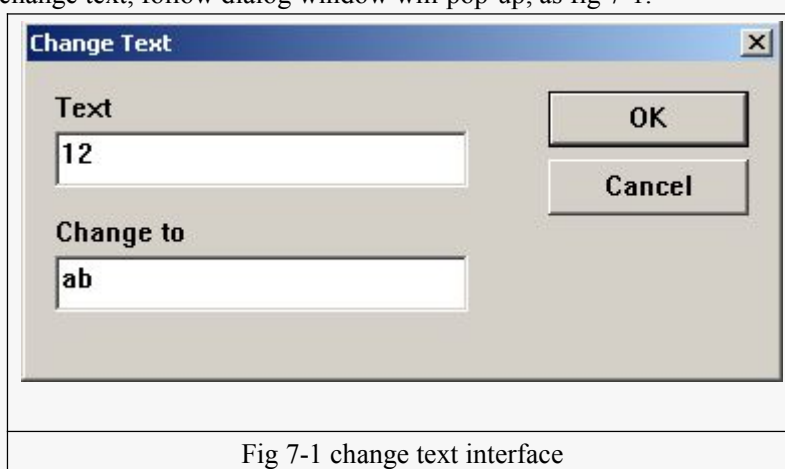 change text, follow dialog window will pop-up, as fig 7-1.
Change Text
Text
OK
12
Cancel
Change to
ab
Fig 7-1 change text interface